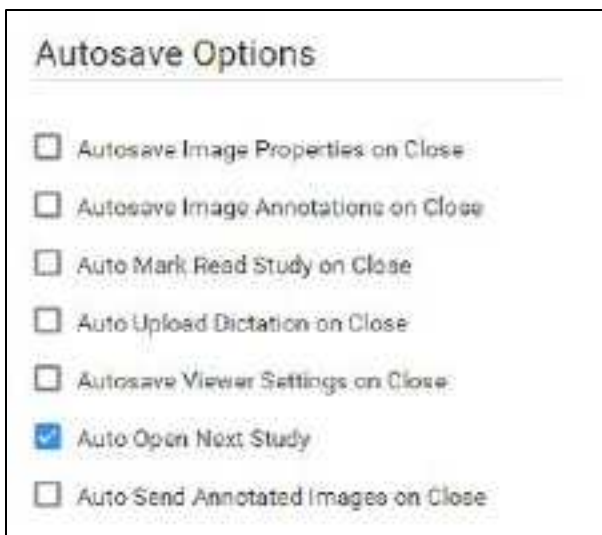 Autosave Options
Autosave Image Properties on Close
Autosave Image Annotations on Close
Auto Mark Read Study on Close
Auto Upload Dictation on Close
Autosave Viewer Settings on Close
Auto Open Next Study
Auto Send Annotated Images on Close